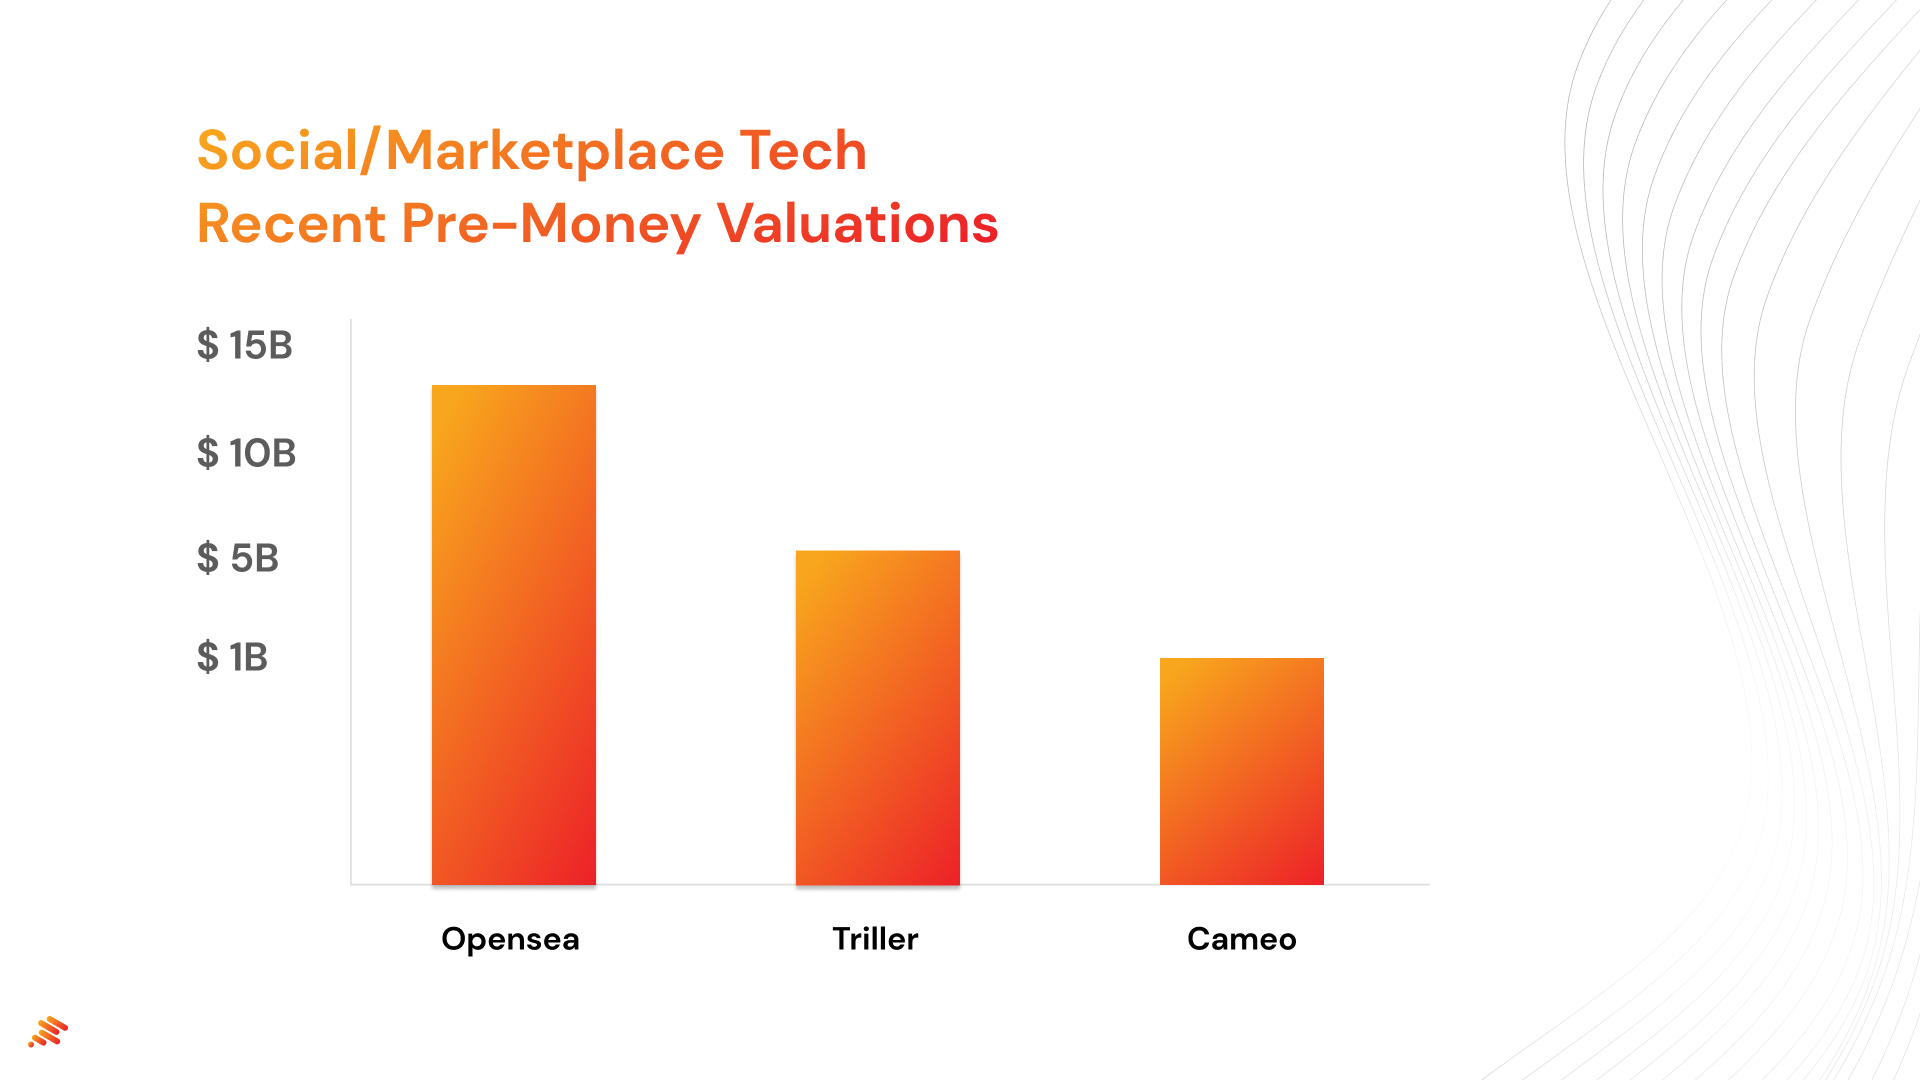 Social/Marketplace Tech
Recent Pre-Money Valuations
$ 15B
$ 10B
$ 5B
$ 1B
Opensea
Triller
Cameo